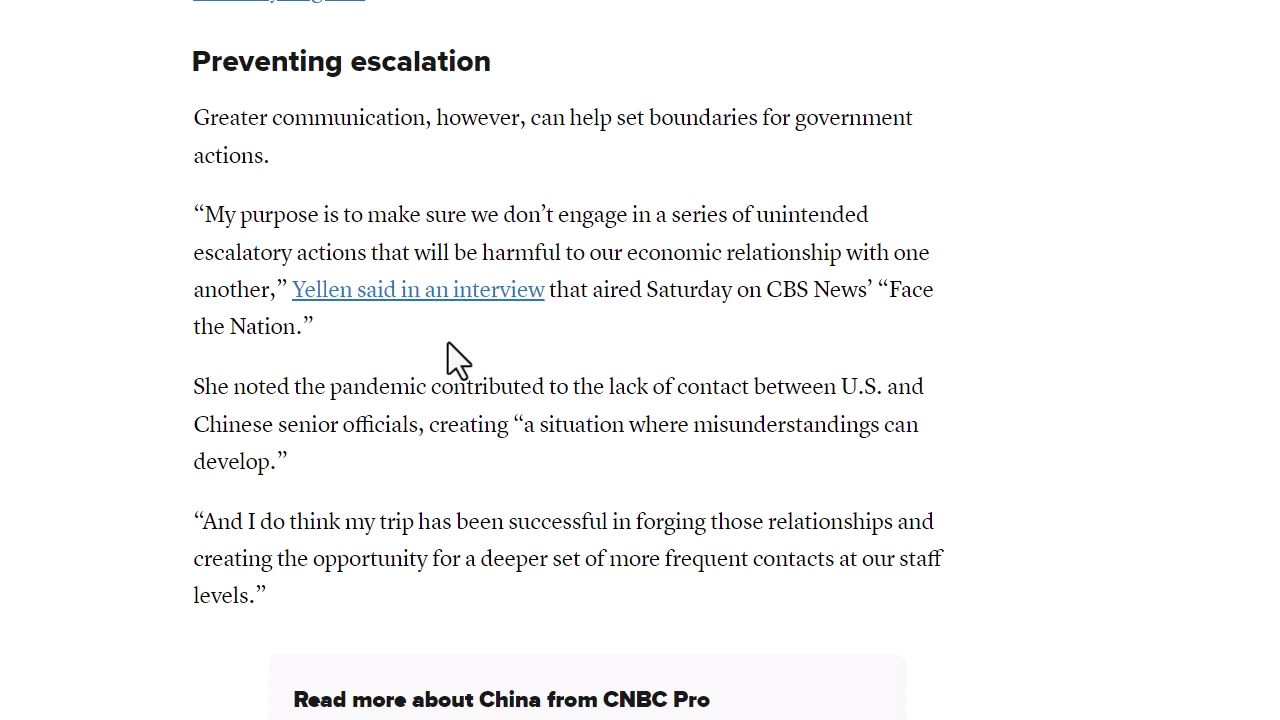 Preventing escalation
Greater communication, however, can help set boundaries for government
actions.
“My purpose is to make sure we don’t engage in a series of unintended
escalatory actions that will be harmful to our economic relationship with one
another,” Yellen said in an interview that aired Saturday on CBS News’ “Face
the Nation.”
She noted the pandemic contributed to the lack of contact between U.S. and
Chinese senior officials, creating “a situation where misunderstandings can
develop.”
“And I do think my trip has been successful in forging those relationships and
creating the opportunity for a deeper set of more frequent contacts at our staff
levels.”
Read more about China from CNBC Pro